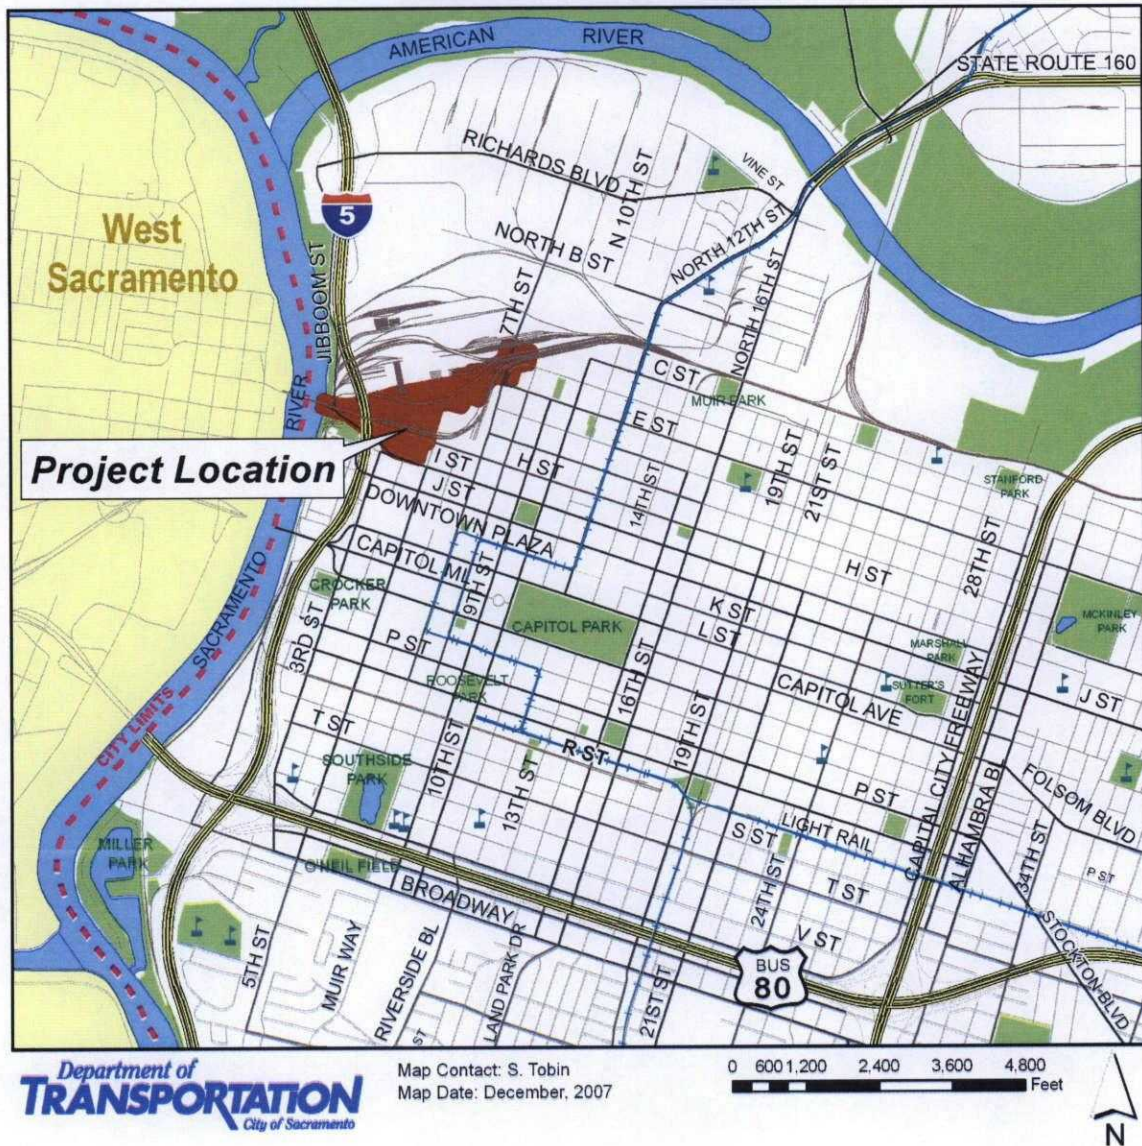 AMERICAN RIVER
STATE ROUTE 160
RICHARDS BLVD
N 10TH ST
VINE ST
West
Sacramento
5
JIBBOOM ST
NORTH B ST
NORTH 12TH ST
7TH ST
NORTH 16TH ST
C ST
MUIR PARK
RIVER
E ST
Project Location
I ST
H ST
J ST
14TH ST
19TH ST
21ST ST
STANFORD
PARK
DOWNTOWN PLAZA
28TH ST
CAPITOL ML
H ST
SACRAMENTO
CROCKER
PARK
9TH ST
K ST
MCKINLEY
PARK
CAPITOL PARK
L ST
3RD ST
P ST
MARSHALL
PARK
ROOSEVELT
PARK
16TH ST
CAPITOL AVE
SUTTER'S
FORT
J ST
CITY LIMITS
T ST
19TH ST
10TH ST
R ST
SOUTHSIDE
PARK
CAPITAL CITY FREEWAY
13TH ST
P ST
FOLSOM BLVD
ALHAMBRA BL
LIGHT RAIL
S ST
34TH ST
MILLER
PARK
O'NEIL FIELD
24TH ST
T ST
P ST
BROADWAY
V ST
STOCKTON BLVD
5TH ST
MUIR WAY
RIVERSIDE BL
ST
LAND PARK DR
21ST ST
BUS
80
Department of
TRANSPORTATION
City of Sacramento
Map Contact: S. Tobin
Map Date: December, 2007
0 600 1,200 2,400 3,600 4,800
Feet
N